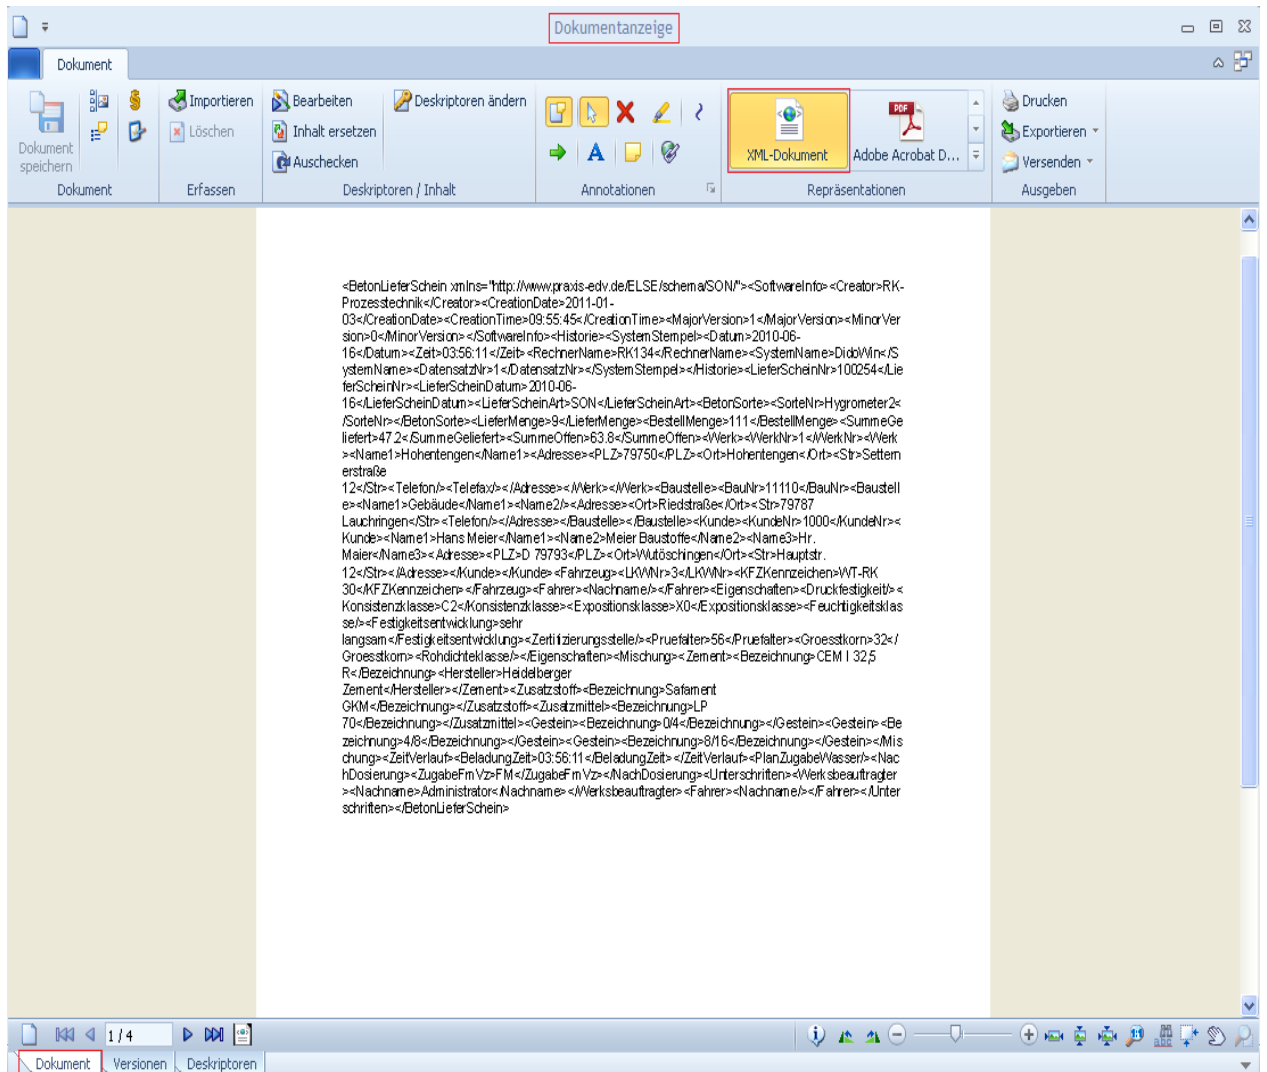 Dokumentanzeige
Dokument
Dokument speichern
Importieren
Löschen
Bearbeiten
Inhalt ersetzen
Auschecken
Deskriptoren ändern
XML-Dokument
PDF
Adobe Acrobat D...
Drucken
Exportieren
Versenden
Dokument
Erfassen
Deskriptoren / Inhalt
Annotationen
Repräsentationen
Ausgeben
<BetonLieferSchein xmlns="http://www.praxis-edv.de/ELSE/schema/SON/"><SoftwareInfo><Creator>RK-
Prozesstechnik</Creator><CreationDate>2011-01-
03</CreationDate><CreationTime>09:55:45</CreationTime><MajorVersion>1</MajorVersion><MinorVer
sion>0</MinorVersion></SoftwareInfo><Historie><SystemStempel><Datum>2010-06-
16</Datum><Zeit>03:56:11</Zeit><RechnerName>RK134</RechnerName><SystemName>DidoWin</S
ystemName><DatensatzNr>1</DatensatzNr></SystemStempel></Historie><LieferScheinNr>100254</Lie
ferScheinNr><LieferScheinDatum>2010-06-
16</LieferScheinDatum><LieferScheinArt>SON</LieferScheinArt><BetonSorte><SorteNr>Hygrometer2<
/SorteNr></BetonSorte><LieferMenge>9</LieferMenge><BestellMenge>111</BestellMenge><SummeGe
liefert>47.2</SummeGeliefert><SummeOffen>63.8</SummeOffen><Werk><WerkNr>1</WerkNr><Werk
><Name1>Hohentengen</Name1><Adresse><PLZ>79750</PLZ><Ort>Hohentengen</Ort><Str>Settern
erstraße
12</Str><Telefon/><Telefax/></Adresse></Werk></Werk><Baustelle><BauNr>11110</BauNr><Baustell
e><Name1>Gebäude</Name1><Name2/><Adresse><Ort>Riedstraße</Ort><Str>79787
Lauchringen</Str><Telefon/></Adresse></Baustelle></Baustelle><Kunde><KundeNr>1000</KundeNr><
Kunde><Name1>Hans Meier</Name1><Name2>Meier Baustoffe</Name2><Name3>Hr.
Maier</Name3><Adresse><PLZ>D 79793</PLZ><Ort>Wutöschingen</Ort><Str>Hauptstr.
12</Str></Adresse></Kunde></Kunde><Fahrzeug><LKWNr>3</LKWNr><KFZKennzeichen>WT-RK
30</KFZKennzeichen></Fahrzeug><Fahrer><Nachname/></Fahrer><Eigenschaften><Druckfestigkeit/><
Konsistenzklasse>C2</Konsistenzklasse><Expositionsklasse>X0</Expositionsklasse><Feuchtigkeitsklas
se/><Festigkeitsentwicklung>sehr
langsam</Festigkeitsentwicklung><Zertifizierungsstelle/><Pruefalter>56</Pruefalter><Groesstkorn>32</
Groesstkorn><Rohdichteklasse/></Eigenschaften><Mischung><Zement><Bezeichnung>CEM I 32,5
R</Bezeichnung><Hersteller>Heidelberger
Zement</Hersteller></Zement><Zusatzstoff><Bezeichnung>Safament
GKM</Bezeichnung></Zusatzstoff><Zusatzmittel><Bezeichnung>LP
70</Bezeichnung></Zusatzmittel><Gestein><Bezeichnung>0/4</Bezeichnung></Gestein><Gestein><Be
zeichnung>4/8</Bezeichnung></Gestein><Gestein><Bezeichnung>8/16</Bezeichnung></Gestein></Mis
chung><ZeitVerlauf><BeladungZeit>03:56:11</BeladungZeit></ZeitVerlauf><PlanZugabeWasser/><Nac
hDosierung><ZugabeFmVz>FM</ZugabeFmVz></NachDosierung><Unterschriften><Werksbeauftragter
><Nachname>Administrator</Nachname></Werksbeauftragter><Fahrer><Nachname/></Fahrer></Unter
schriften></BetonLieferSchein>
1 / 4
Dokument
Versionen
Deskriptoren